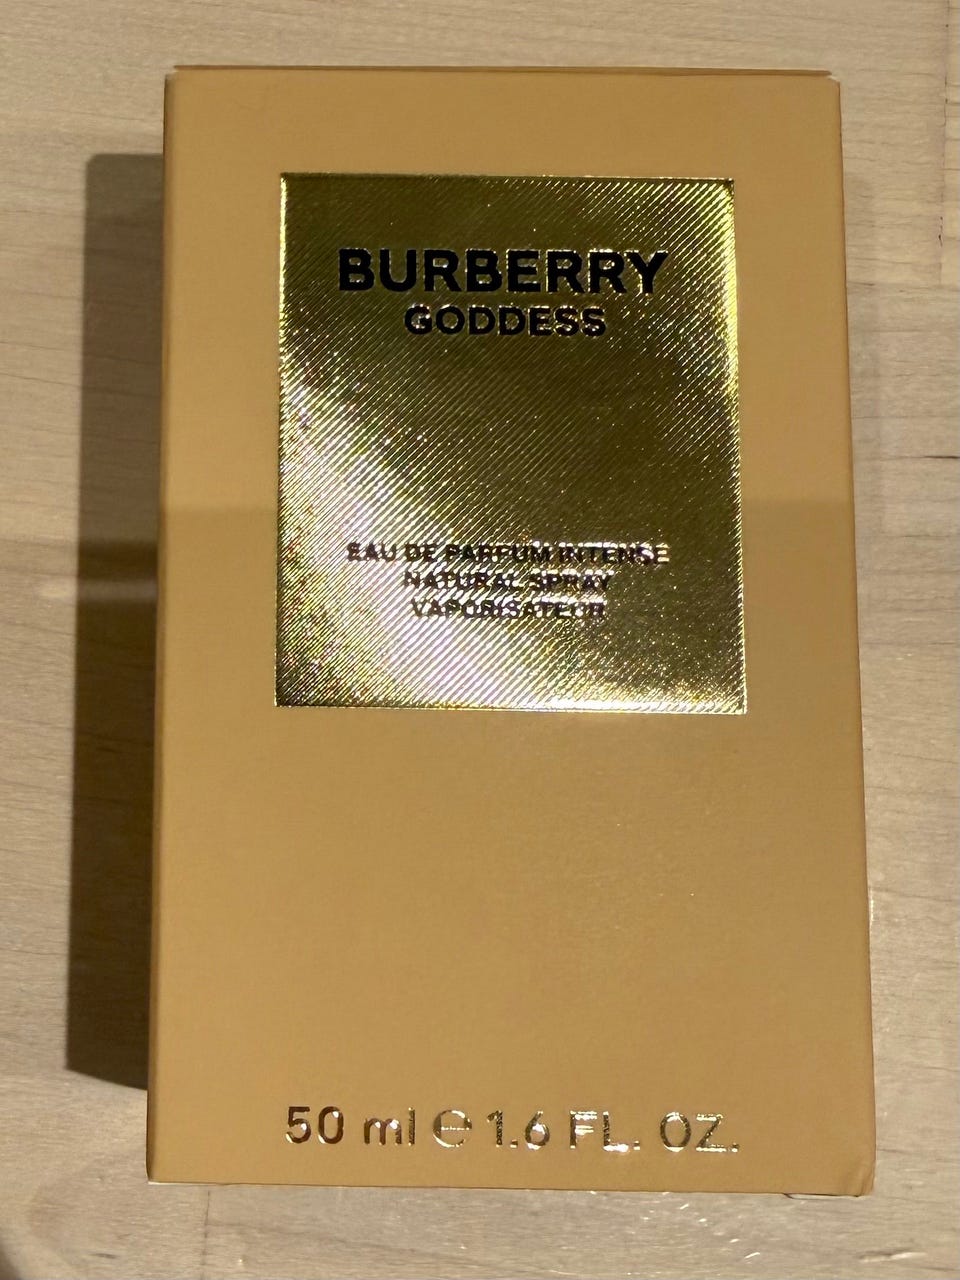 BURBERRY
GODDESS
EAU DE PARFUM INTENSE
NATURAL SPRAY
VAPORISATEUR
50 ml ℮ 1.6 FL. OZ.